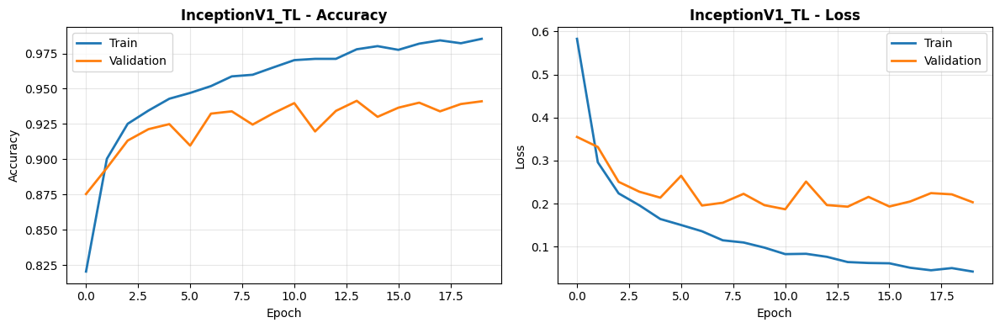 InceptionV1_TL - Accuracy
Train
Validation
0.975
0.950
0.925
0.900
0.875
0.850
0.825
Accuracy
0.0 2.5 5.0 7.5 10.0 12.5 15.0 17.5
Epoch
InceptionV1_TL - Loss
Train
Validation
0.6
0.5
0.4
0.3
0.2
0.1
Loss
0.0 2.5 5.0 7.5 10.0 12.5 15.0 17.5
Epoch